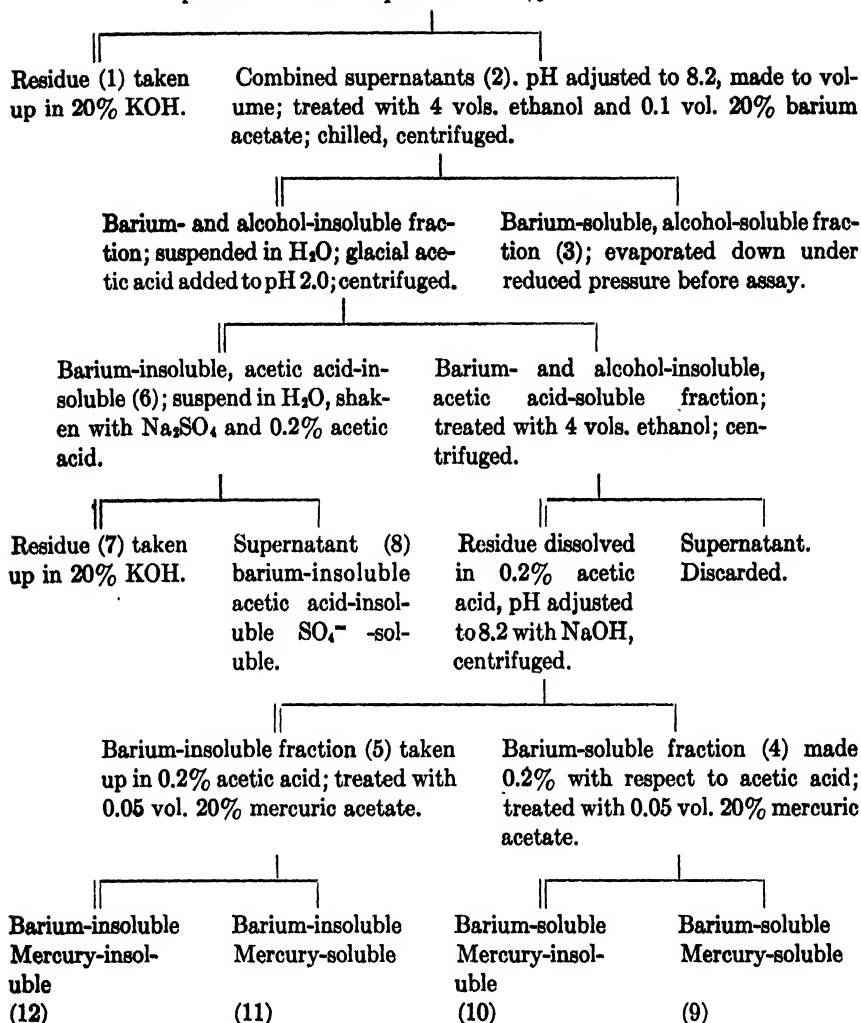 Residue (1) taken
up in 20% KOH.
Combined supernatants (2). pH adjusted to 8.2, made to vol-
ume; treated with 4 vols. ethanol and 0.1 vol. 20% barium
acetate; chilled, centrifuged.
Barium- and alcohol-insoluble frac-
tion; suspended in H₂O; glacial ace-
tic acid added to pH 2.0; centrifuged.
Barium-soluble, alcohol-soluble frac-
tion (3); evaporated down under
reduced pressure before assay.
Barium-insoluble, acetic acid-in-
soluble (6); suspend in H₂O, shak-
en with Na₂SO₄ and 0.2% acetic
acid.
Barium- and alcohol-insoluble,
acetic acid-soluble fraction;
treated with 4 vols. ethanol; cen-
trifuged.
Residue (7) taken
up in 20% KOH.
Supernatant (8)
barium-insoluble
acetic acid-insol-
uble SO₄⁻ -sol-
uble.
Residue dissolved
in 0.2% acetic
acid, pH adjusted
to 8.2 with NaOH,
centrifuged.
Supernatant.
Discarded.
Barium-insoluble fraction (5) taken
up in 0.2% acetic acid; treated with
0.05 vol. 20% mercuric acetate.
Barium-soluble fraction (4) made
0.2% with respect to acetic acid;
treated with 0.05 vol. 20% mercuric
acetate.
Barium-insoluble
Mercury-insol-
uble
(12)
Barium-insoluble
Mercury-soluble
(11)
Barium-soluble
Mercury-insol-
uble
(10)
Barium-soluble
Mercury-soluble
(9)